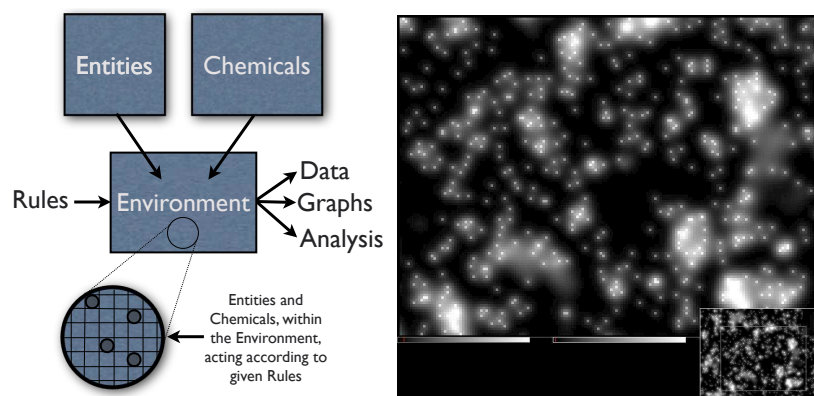 Entities
Chemicals
Rules
Environment
Data
Graphs
Analysis
Entities and
Chemicals, within
the Environment,
acting according to
given Rules